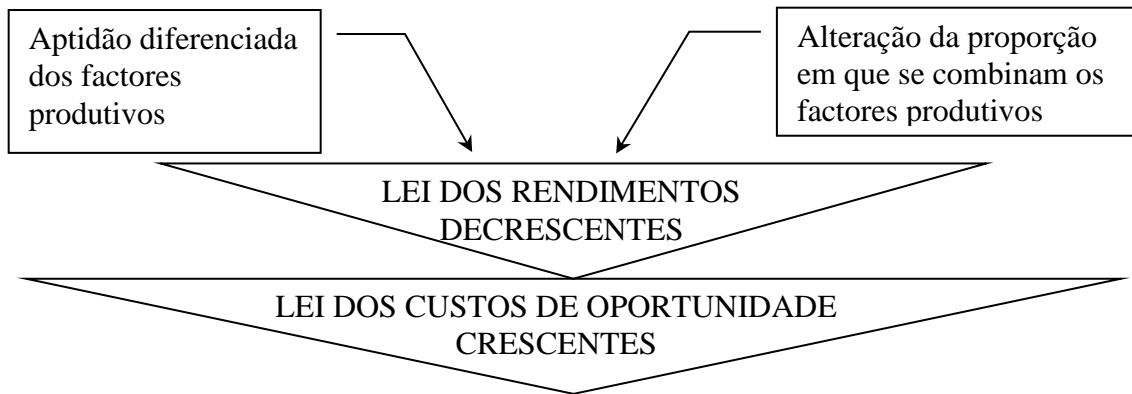 Aptidão diferenciada
dos factores
produtivos
Alteração da proporção
em que se combinam os
factores produtivos
LEI DOS RENDIMENTOS
DECRESCENTES
LEI DOS CUSTOS DE OPORTUNIDADE
CRESCENTES